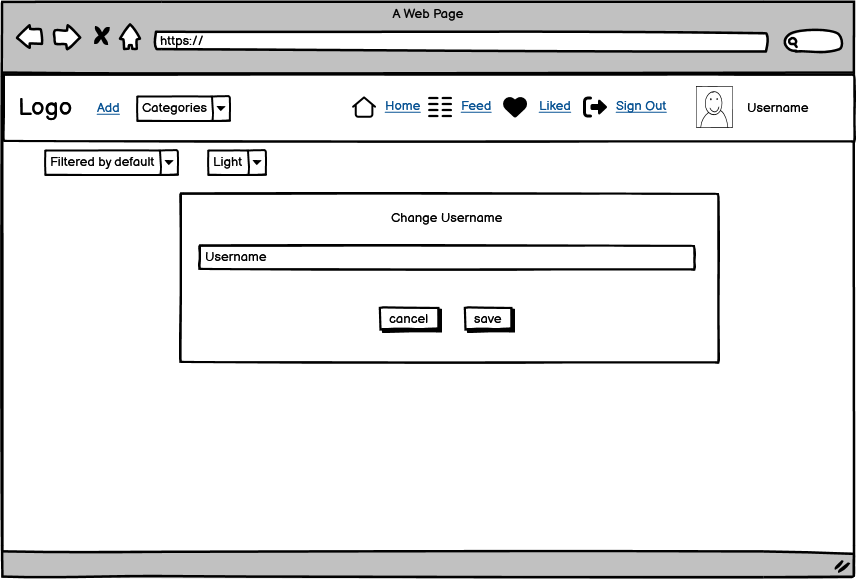 A Web Page
https://
Logo Add Categories Home Feed Liked Sign Out Username
Filtered by default Light
Change Username
Username
cancel save